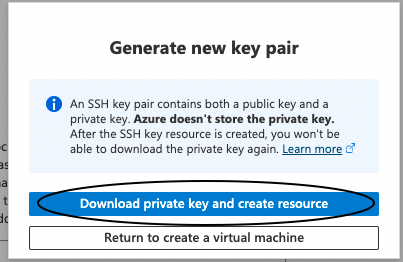 Generate new key pair
An SSH key pair contains both a public key and a
private key. Azure doesn't store the private key.
After the SSH key resource is created, you won't be
able to download the private key again. Learn more
Download private key and create resource
Return to create a virtual machine